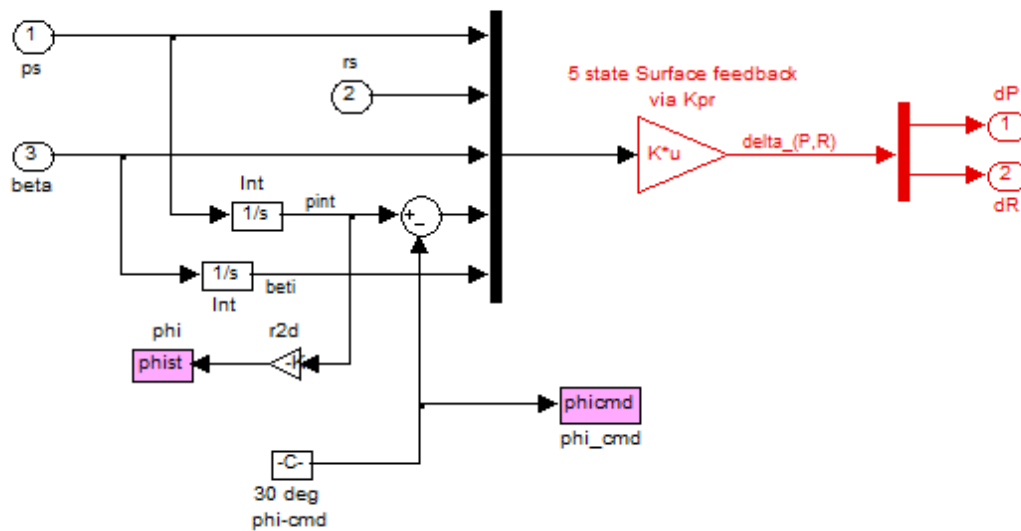 1
ps
rs
2
3
beta
Int
1/s
pint
+
-
1/s
Int
beti
phi
phist
r2d
-K
phicmd
phi_cmd
-C-
30 deg
phi-cmd
5 state Surface feedback
via Kpr
K*u
delta_(P,R)
dP
1
2
dR